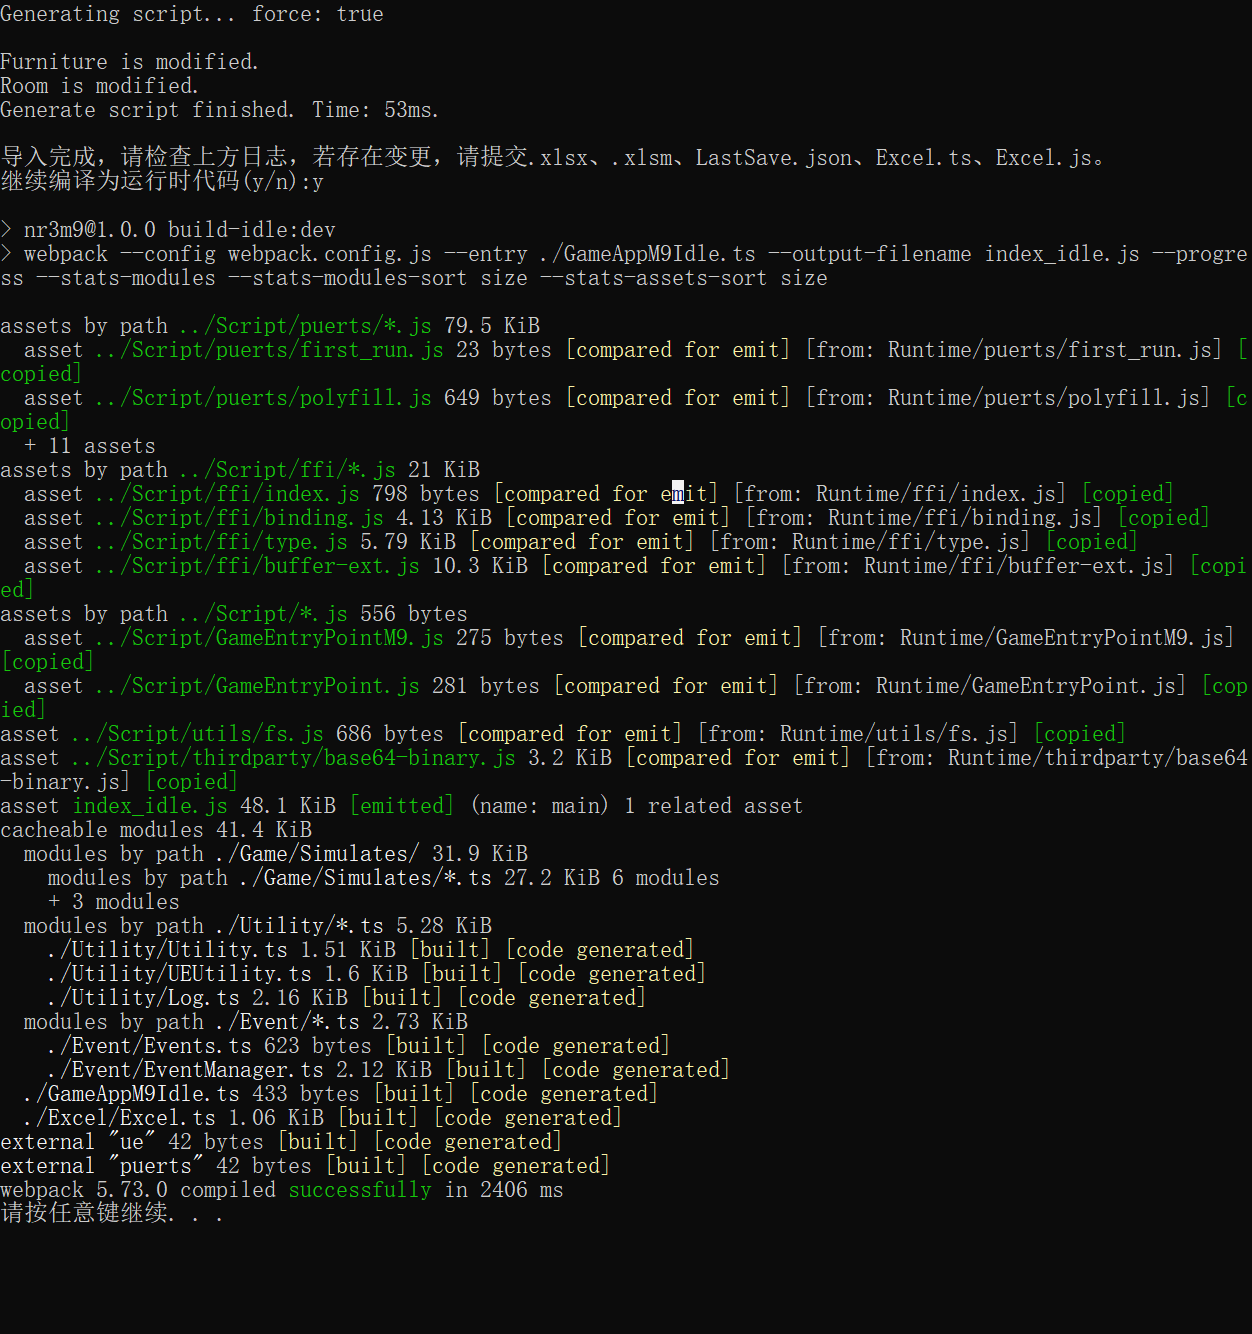 Generating script... force: true
Furniture is modified.
Room is modified.
Generate script finished. Time: 53ms.
导入完成，请检查上方日志，若存在变更，请提交.xlsx、.xlsm、LastSave.json、Excel.ts、Excel.js。
继续编译为运行时代码(y/n):y
> nr3m9@1.0.0 build-idle:dev
> webpack --config webpack.config.js --entry ./GameAppM9Idle.ts --output-filename index_idle.js --progre
ss --stats-modules --stats-modules-sort size --stats-assets-sort size
assets by path ../Script/puerts/*.js 79.5 KiB
  asset ../Script/puerts/first_run.js 23 bytes [compared for emit] [from: Runtime/puerts/first_run.js] [
copied]
  asset ../Script/puerts/polyfill.js 649 bytes [compared for emit] [from: Runtime/puerts/polyfill.js] [c
opied]
  + 11 assets
assets by path ../Script/ffi/*.js 21 KiB
  asset ../Script/ffi/index.js 798 bytes [compared for emit] [from: Runtime/ffi/index.js] [copied]
  asset ../Script/ffi/binding.js 4.13 KiB [compared for emit] [from: Runtime/ffi/binding.js] [copied]
  asset ../Script/ffi/type.js 5.79 KiB [compared for emit] [from: Runtime/ffi/type.js] [copied]
  asset ../Script/ffi/buffer-ext.js 10.3 KiB [compared for emit] [from: Runtime/ffi/buffer-ext.js] [copi
ed]
assets by path ../Script/*.js 556 bytes
  asset ../Script/GameEntryPointM9.js 275 bytes [compared for emit] [from: Runtime/GameEntryPointM9.js]
[copied]
  asset ../Script/GameEntryPoint.js 281 bytes [compared for emit] [from: Runtime/GameEntryPoint.js] [cop
ied]
asset ../Script/utils/fs.js 686 bytes [compared for emit] [from: Runtime/utils/fs.js] [copied]
asset ../Script/thirdparty/base64-binary.js 3.2 KiB [compared for emit] [from: Runtime/thirdparty/base64
-binary.js] [copied]
asset index_idle.js 48.1 KiB [emitted] (name: main) 1 related asset
cacheable modules 41.4 KiB
  modules by path ./Game/Simulates/ 31.9 KiB
    modules by path ./Game/Simulates/*.ts 27.2 KiB 6 modules
    + 3 modules
  modules by path ./Utility/*.ts 5.28 KiB
    ./Utility/Utility.ts 1.51 KiB [built] [code generated]
    ./Utility/UEUtility.ts 1.6 KiB [built] [code generated]
    ./Utility/Log.ts 2.16 KiB [built] [code generated]
  modules by path ./Event/*.ts 2.73 KiB
    ./Event/Events.ts 623 bytes [built] [code generated]
    ./Event/EventManager.ts 2.12 KiB [built] [code generated]
  ./GameAppM9Idle.ts 433 bytes [built] [code generated]
  ./Excel/Excel.ts 1.06 KiB [built] [code generated]
external "ue" 42 bytes [built] [code generated]
external "puerts" 42 bytes [built] [code generated]
webpack 5.73.0 compiled successfully in 2406 ms
请按任意键继续. . .